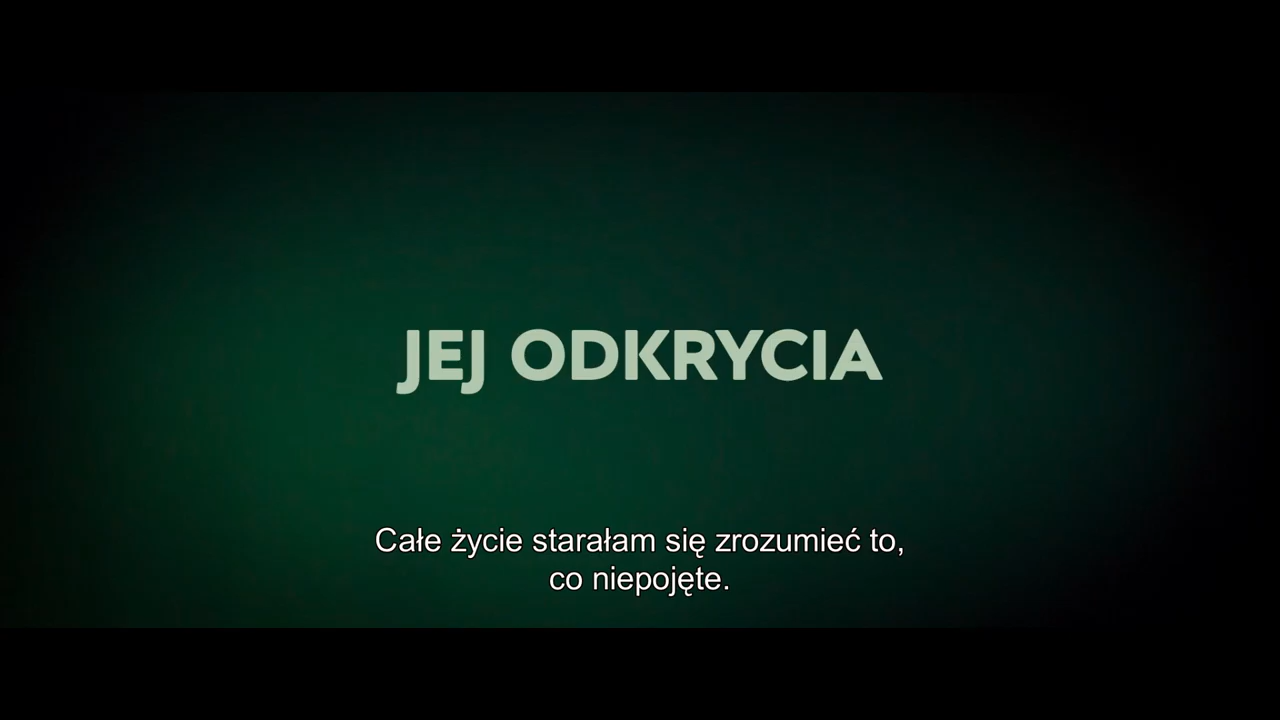 JEJ ODKRYCIA
Całe życie starałam się zrozumieć to,
co niepojęte.